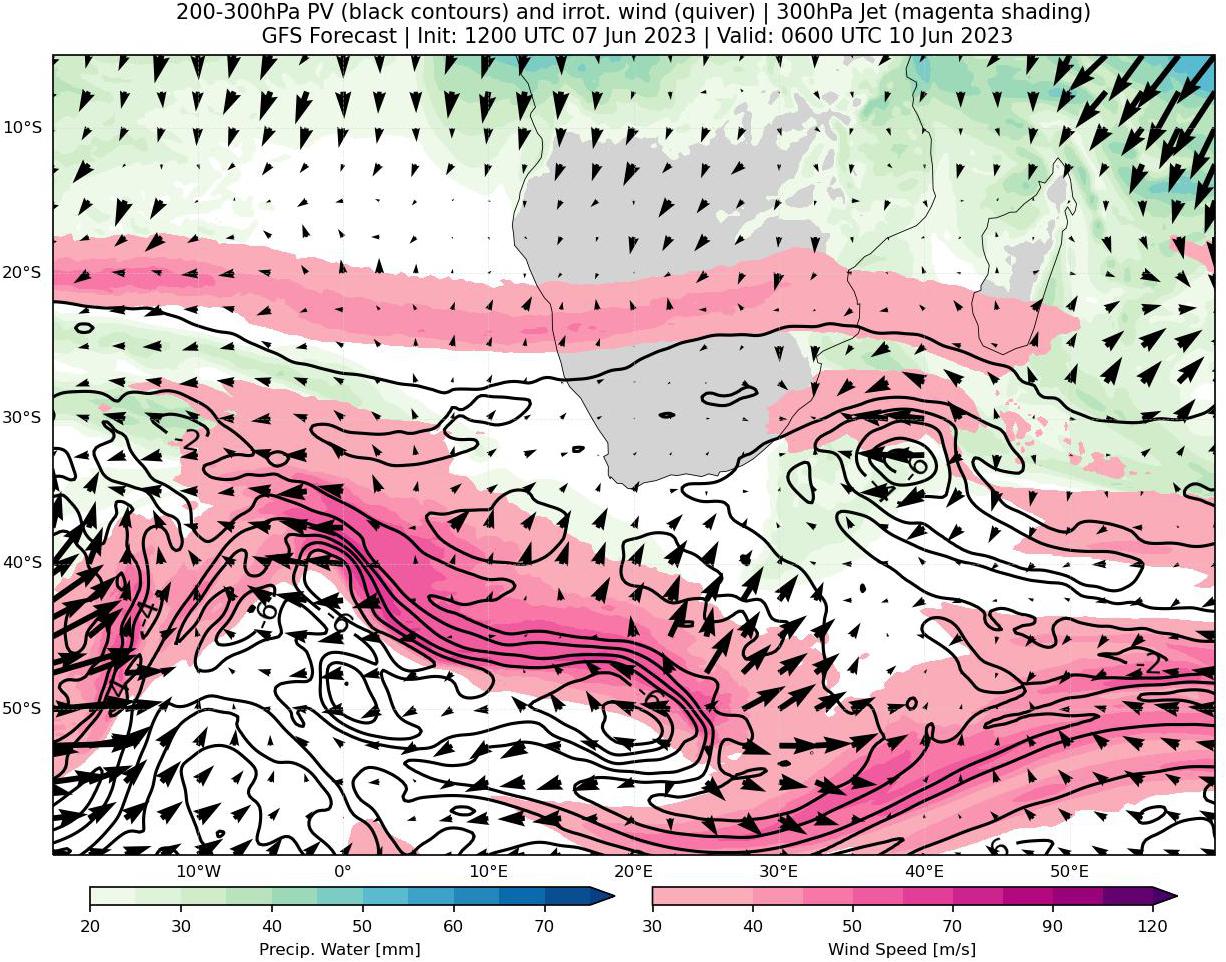 200-300hPa PV (black contours) and irrot. wind (quiver) | 300hPa Jet (magenta shading)
GFS Forecast | Init: 1200 UTC 07 Jun 2023 | Valid: 0600 UTC 10 Jun 2023
10°S
20°S
30°S
40°S
50°S
-2
-6
-4
-6
-6
-2
-6
10°W
0°
10°E
20°E
30°E
40°E
50°E
20
30
40
50
60
70
Precip. Water [mm]
30
40
50
70
90
120
Wind Speed [m/s]